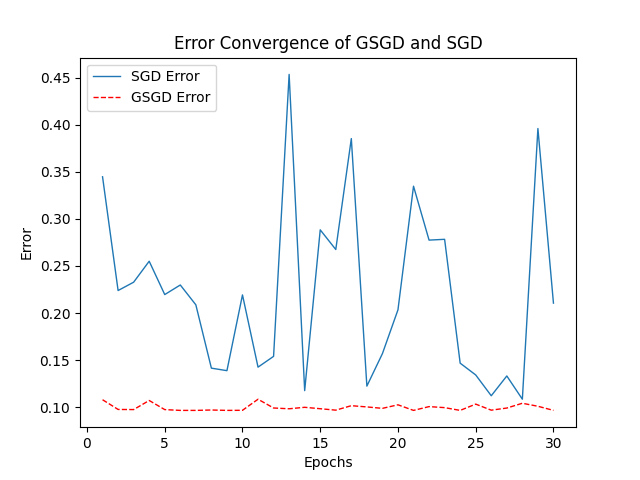 Error Convergence of GSGD and SGD
SGD Error
GSGD Error
0.45
0.40
0.35
0.30
0.25
0.20
0.15
0.10
Error
0 5 10 15 20 25 30
Epochs